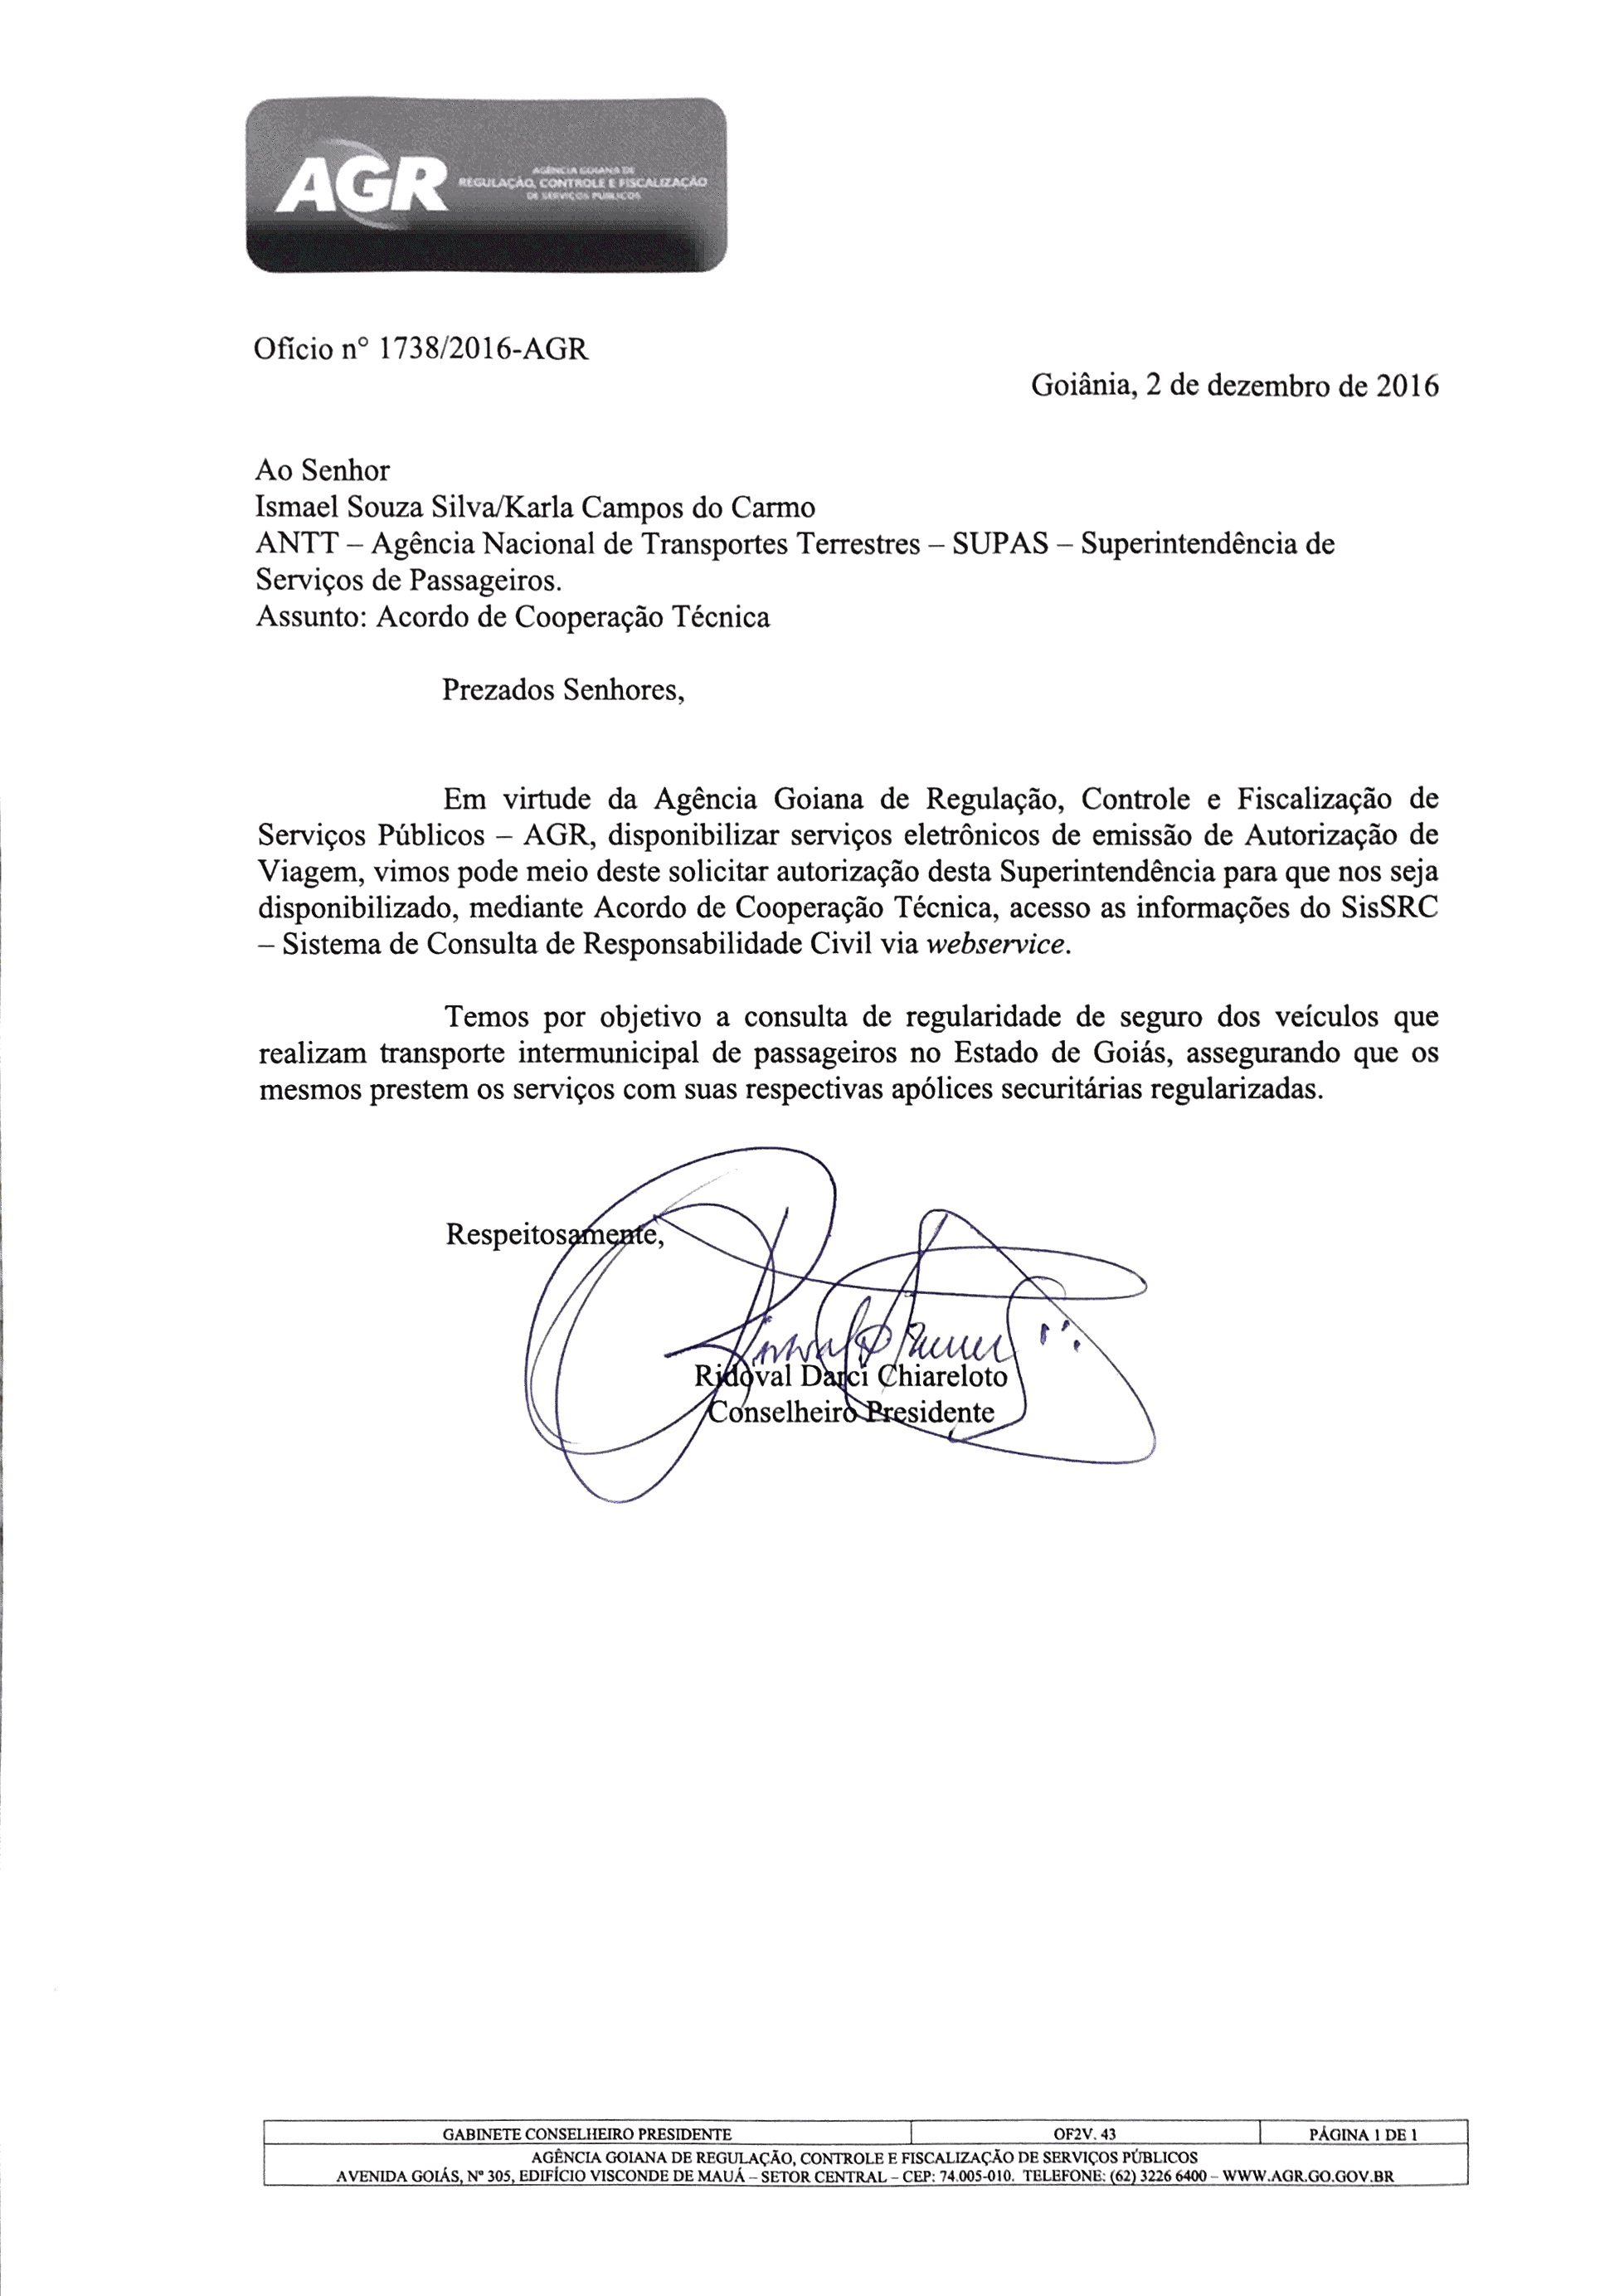 AGR
AGÊNCIA GOIANA DE
REGULAÇÃO, CONTROLE E FISCALIZAÇÃO
DE SERVIÇOS PÚBLICOS
Ofício n° 1738/2016-AGR
Goiânia, 2 de dezembro de 2016
Ao Senhor
Ismael Souza Silva/Karla Campos do Carmo
ANTT – Agência Nacional de Transportes Terrestres – SUPAS – Superintendência de
Serviços de Passageiros.
Assunto: Acordo de Cooperação Técnica
Prezados Senhores,
Em virtude da Agência Goiana de Regulação, Controle e Fiscalização de
Serviços Públicos – AGR, disponibilizar serviços eletrônicos de emissão de Autorização de
Viagem, vimos pode meio deste solicitar autorização desta Superintendência para que nos seja
disponibilizado, mediante Acordo de Cooperação Técnica, acesso as informações do SisSRC
– Sistema de Consulta de Responsabilidade Civil via webservice.
Temos por objetivo a consulta de regularidade de seguro dos veículos que
realizam transporte intermunicipal de passageiros no Estado de Goiás, assegurando que os
mesmos prestem os serviços com suas respectivas apólices securitárias regularizadas.
Respeitosamente,
Ridoval Darci Chiareloto
Conselheiro Presidente
GABINETE CONSELHEIRO PRESIDENTE OF2V. 43 PÁGINA 1 DE 1
AGÊNCIA GOIANA DE REGULAÇÃO, CONTROLE E FISCALIZAÇÃO DE SERVIÇOS PÚBLICOS
AVENIDA GOIÁS, Nº 305, EDIFÍCIO VISCONDE DE MAUÁ – SETOR CENTRAL – CEP: 74.005-010. TELEFONE: (62) 3226 6400 – WWW.AGR.GO.GOV.BR